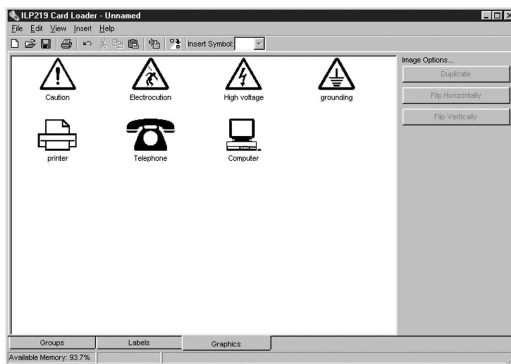 ILP219 Card Loader - Unnamed
File Edit View Insert Help
Insert Symbol:
Image Options...
Duplicate
Flip Horizontally
Flip Vertically
Caution Electrocution High voltage grounding
printer Telephone Computer
Groups Labels Graphics
Available Memory: 93.7%